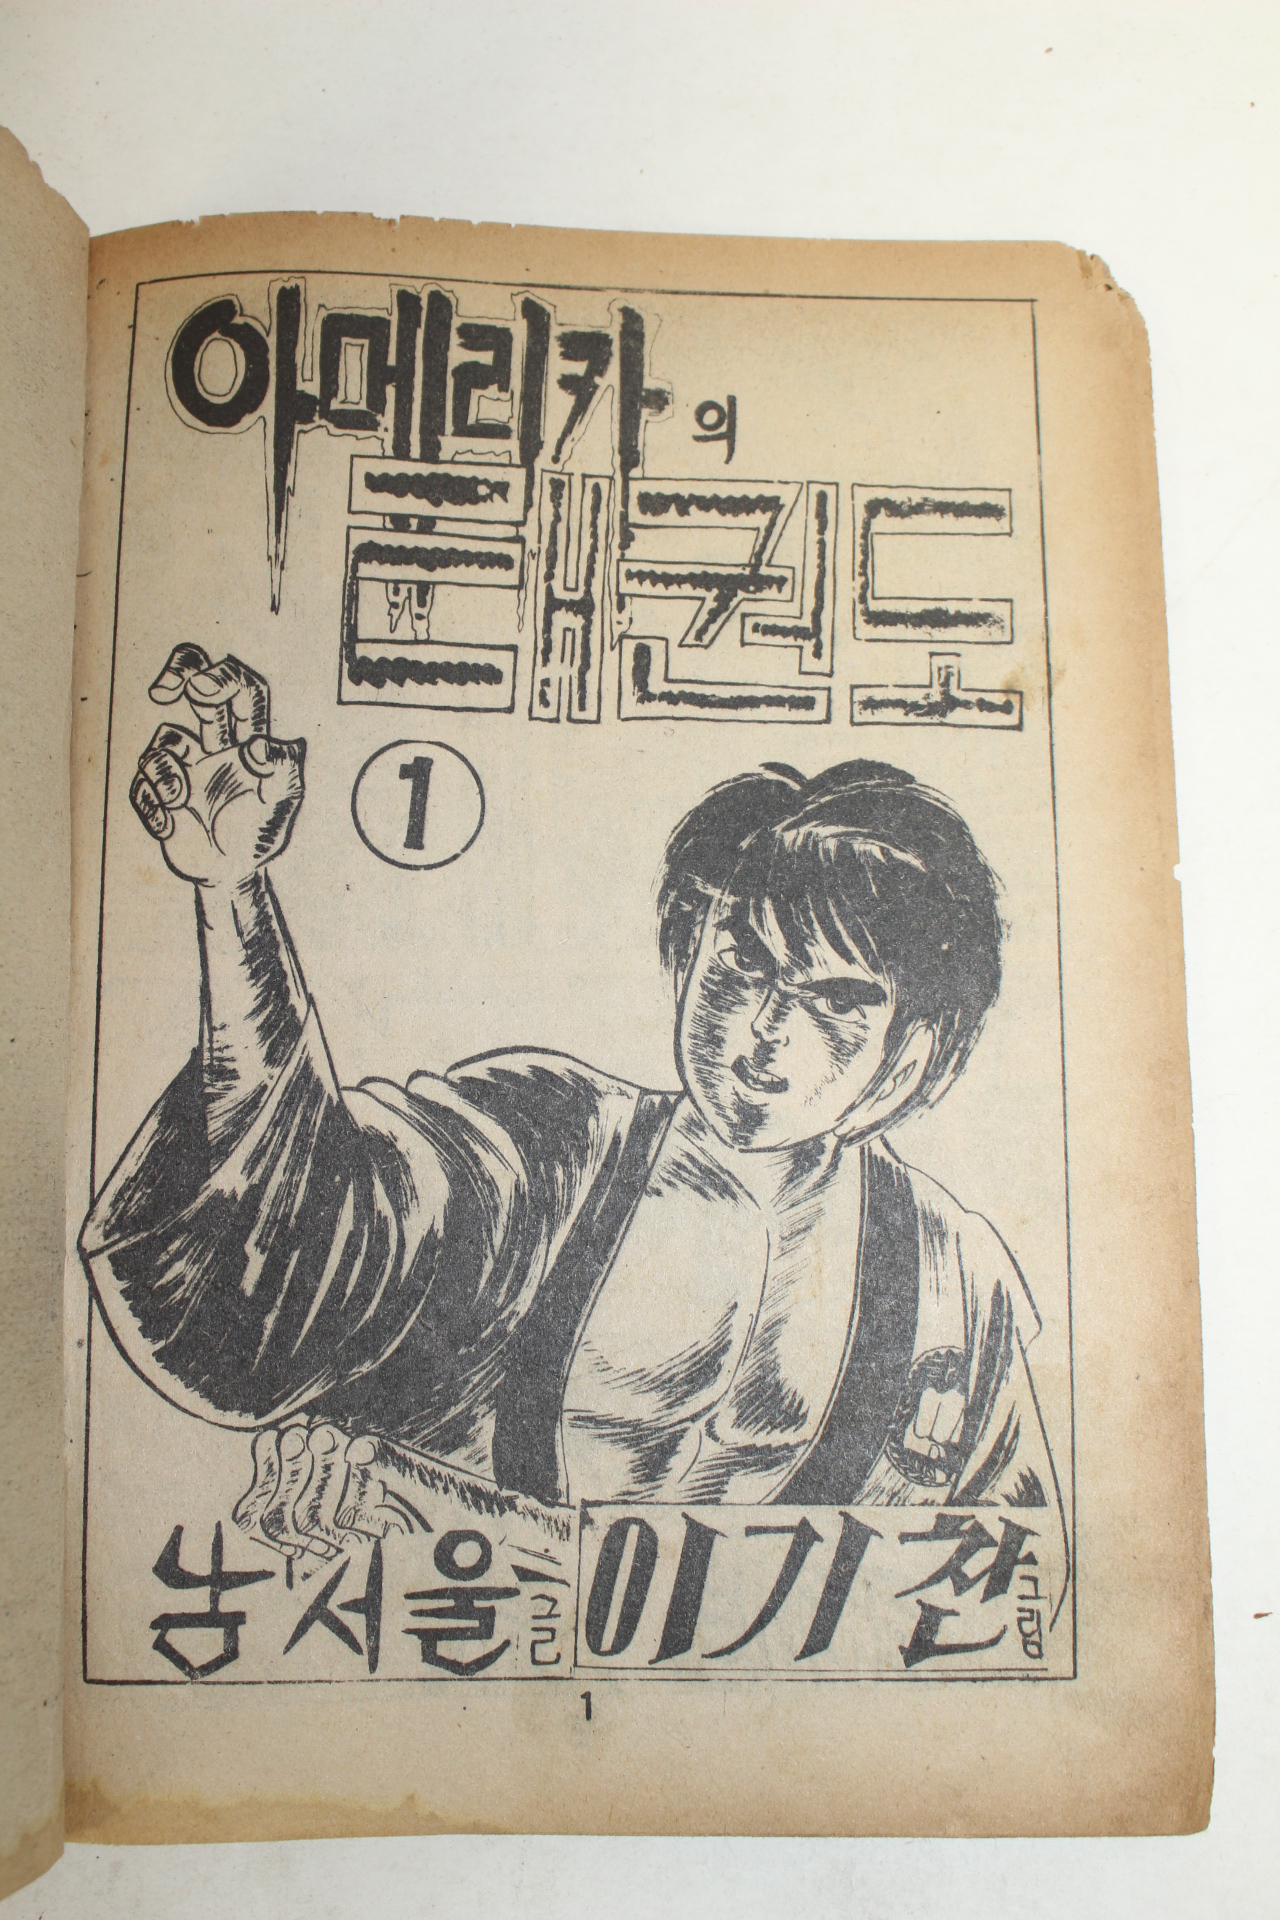 아메리카의
태권도
1
남서울 글
이기찬 그림
1